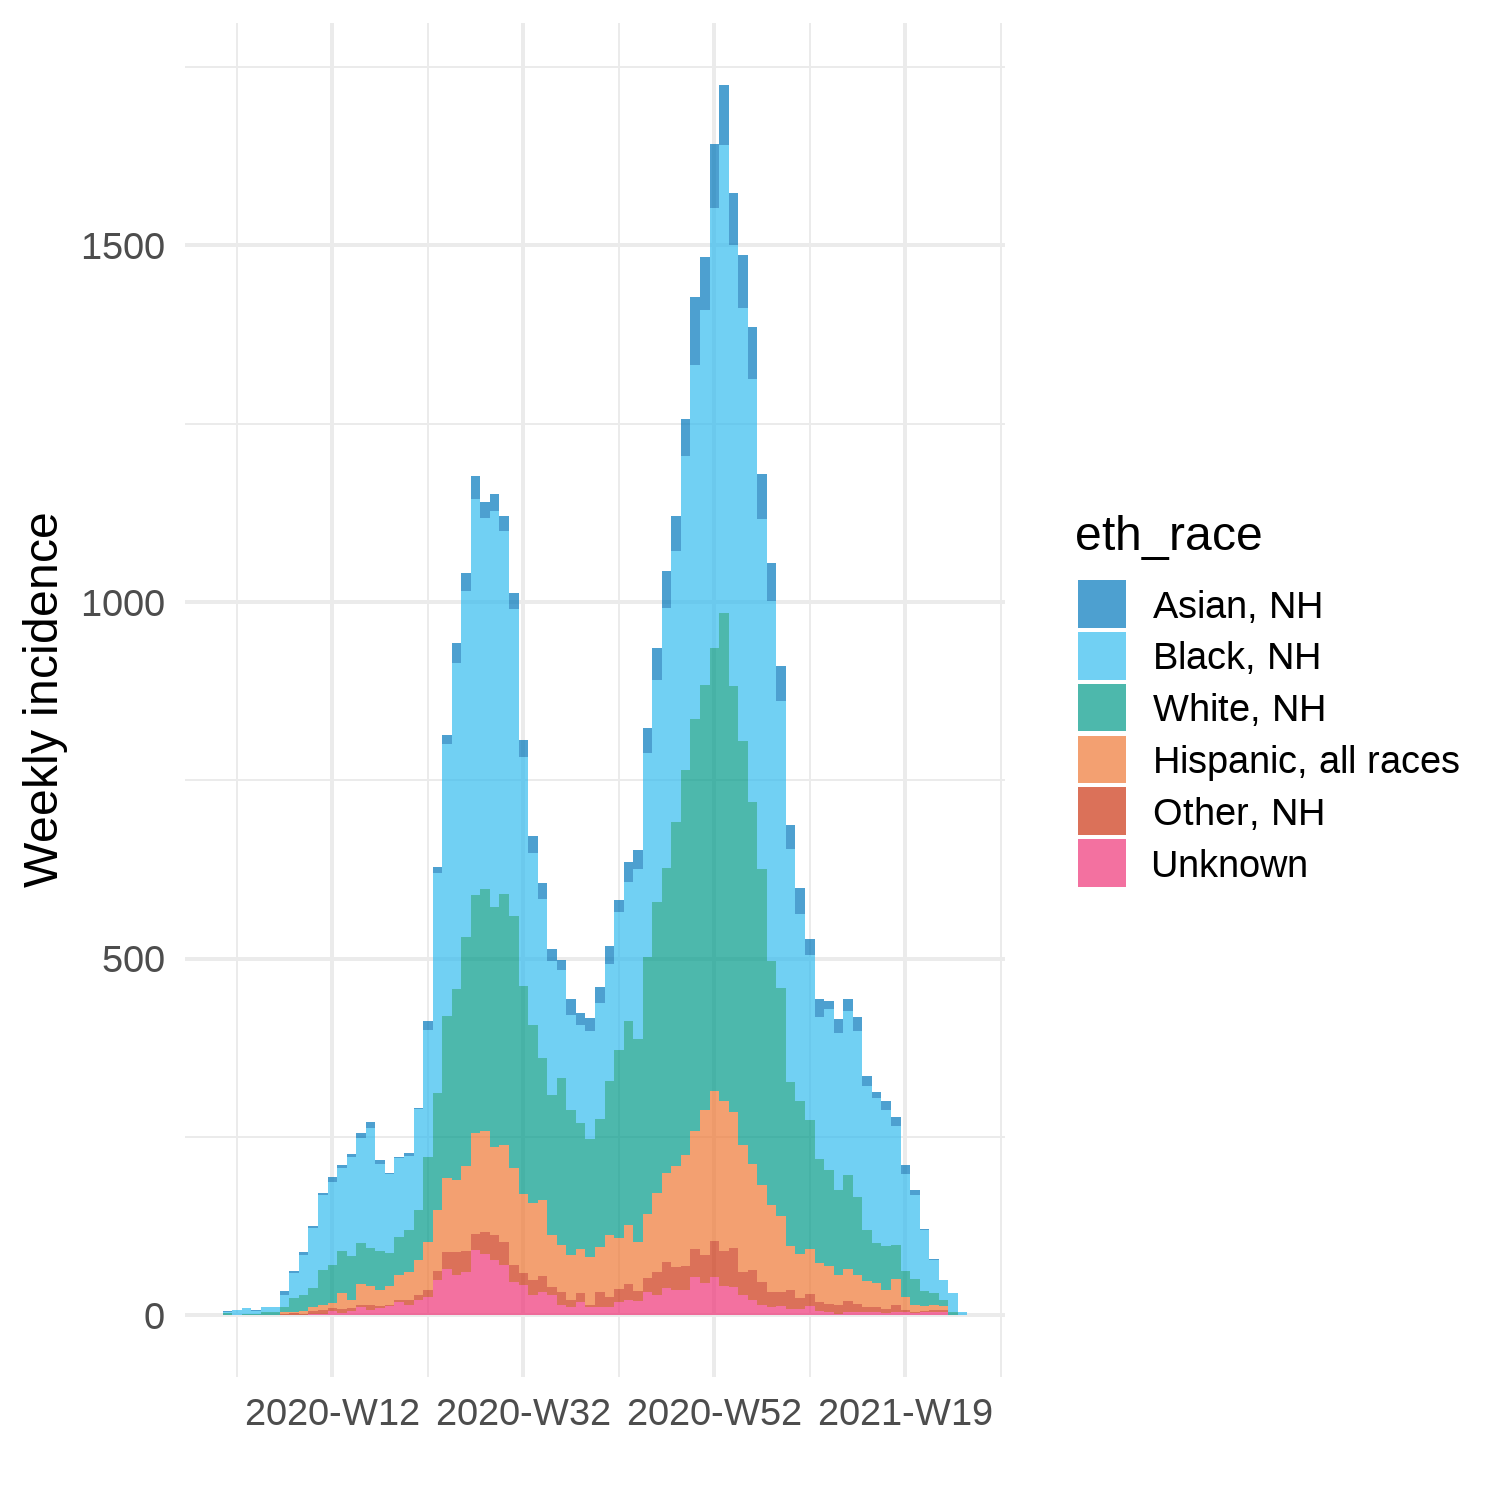 Weekly incidence
1500
1000
500
0
2020-W12 2020-W32 2020-W52 2021-W19
eth_race
Asian, NH
Black, NH
White, NH
Hispanic, all races
Other, NH
Unknown